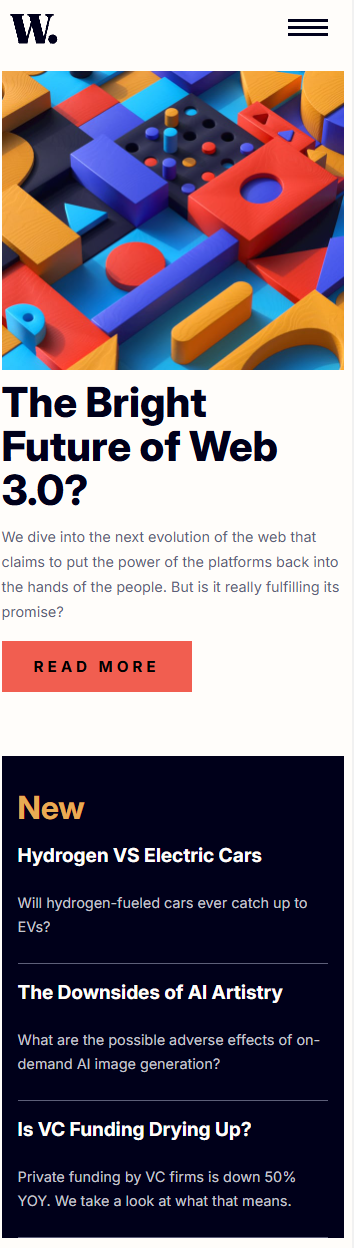 W.
The Bright
Future of Web
3.0?
We dive into the next evolution of the web that
claims to put the power of the platforms back into
the hands of the people. But is it really fulfilling its
promise?
READ MORE
New
Hydrogen VS Electric Cars
Will hydrogen-fueled cars ever catch up to
EVs?
The Downsides of AI Artistry
What are the possible adverse effects of on-
demand AI image generation?
Is VC Funding Drying Up?
Private funding by VC firms is down 50%
YOY. We take a look at what that means.